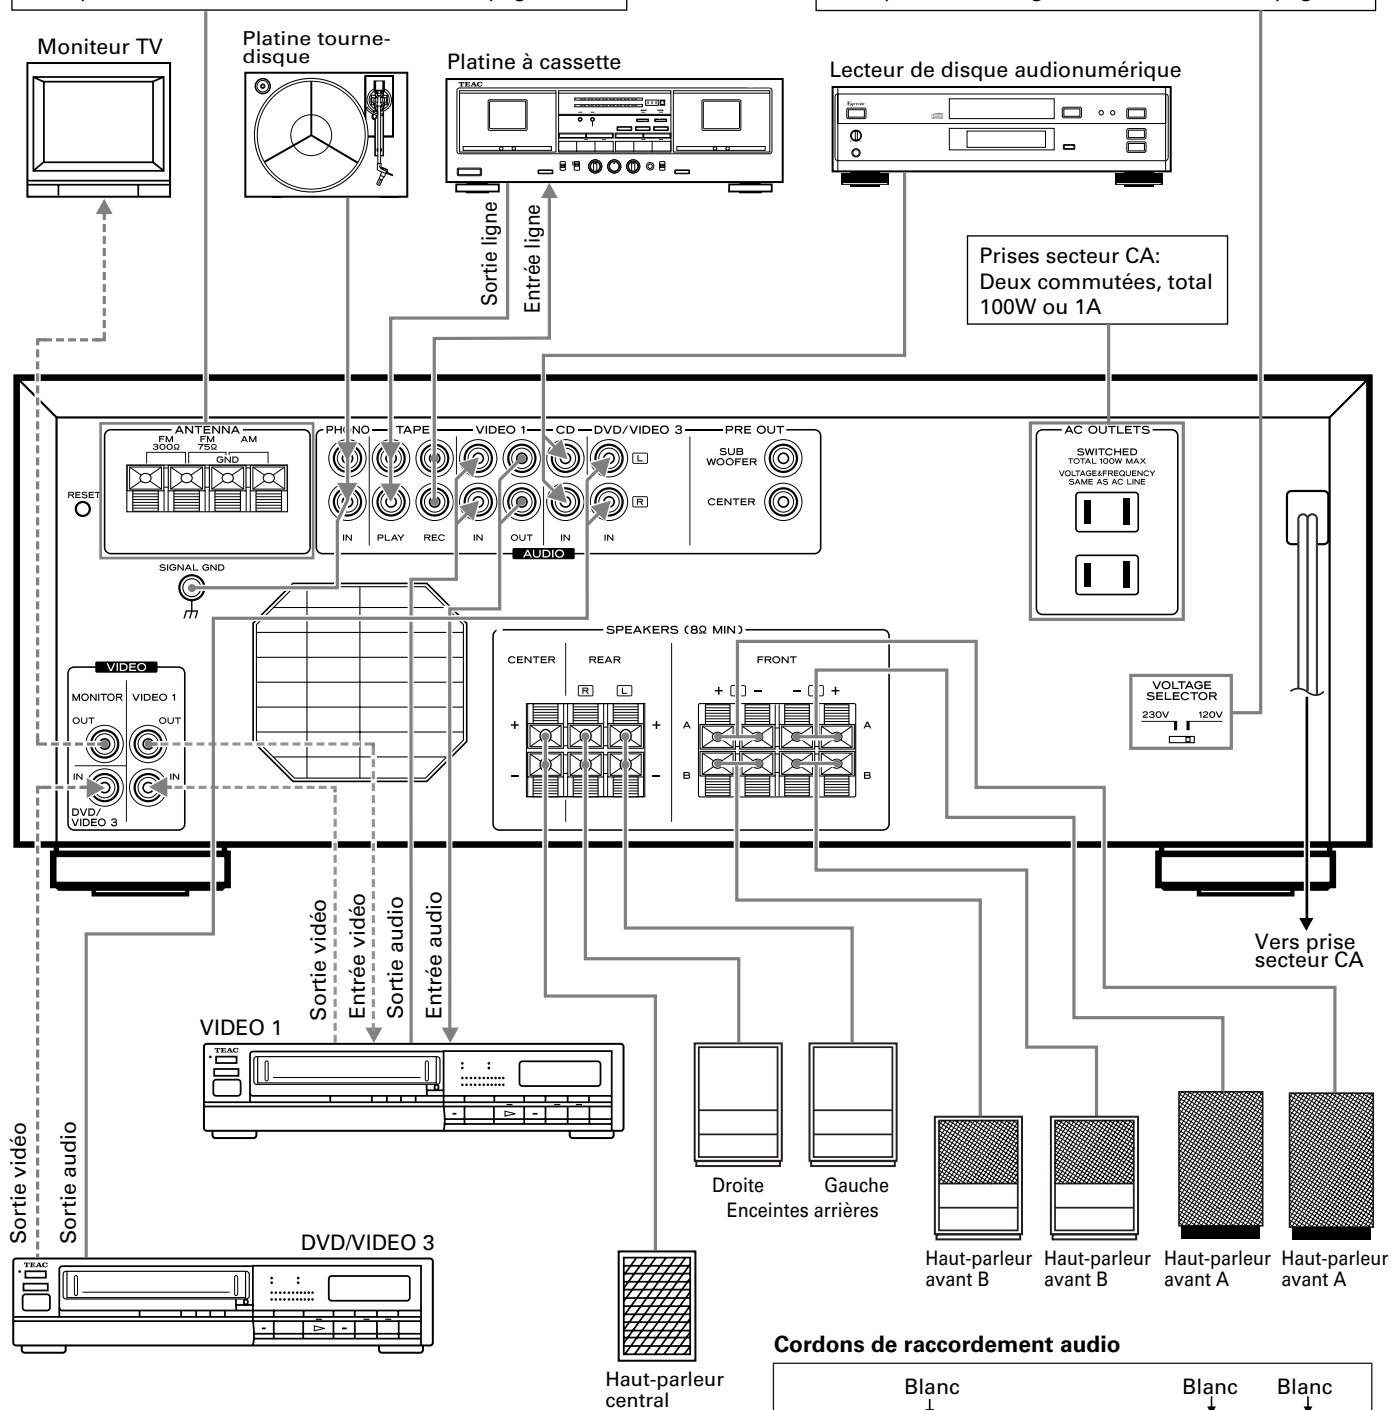 Moniteur TV
Platine tourne-
disque
Platine à cassette
Lecteur de disque audionumérique
TEAC
Sortie ligne
Entrée ligne
Prises secteur CA:
Deux commutées, total
100W ou 1A
ANTENNA
FM
300Ω
FM
75Ω
AM
GND
RESET
SIGNAL GND
PHONO
TAPE
VIDEO 1
CD
DVD/VIDEO 3
PRE OUT
L
R
SUB
WOOFER
CENTER
IN
PLAY
REC
IN
OUT
IN
IN
AUDIO
AC OUTLETS
SWITCHED
TOTAL 100W MAX
VOLTAGE&FREQUENCY
SAME AS AC LINE
VIDEO
MONITOR
VIDEO 1
OUT
OUT
IN
IN
DVD/
VIDEO 3
SPEAKERS (8Ω MIN)
CENTER
REAR
FRONT
R
L
+ - - +
+ +
- -
A A
B B
VOLTAGE
SELECTOR
230V 120V
Vers prise
secteur CA
Sortie vidéo
Entrée vidéo
Sortie audio
Entrée audio
VIDEO 1
TEAC
Sortie vidéo
Sortie audio
DVD/VIDEO 3
TEAC
Droite
Gauche
Enceintes arrières
Haut-parleur
avant B
Haut-parleur
avant B
Haut-parleur
avant A
Haut-parleur
avant A
Haut-parleur
central
Cordons de raccordement audio
Blanc
Blanc
Blanc